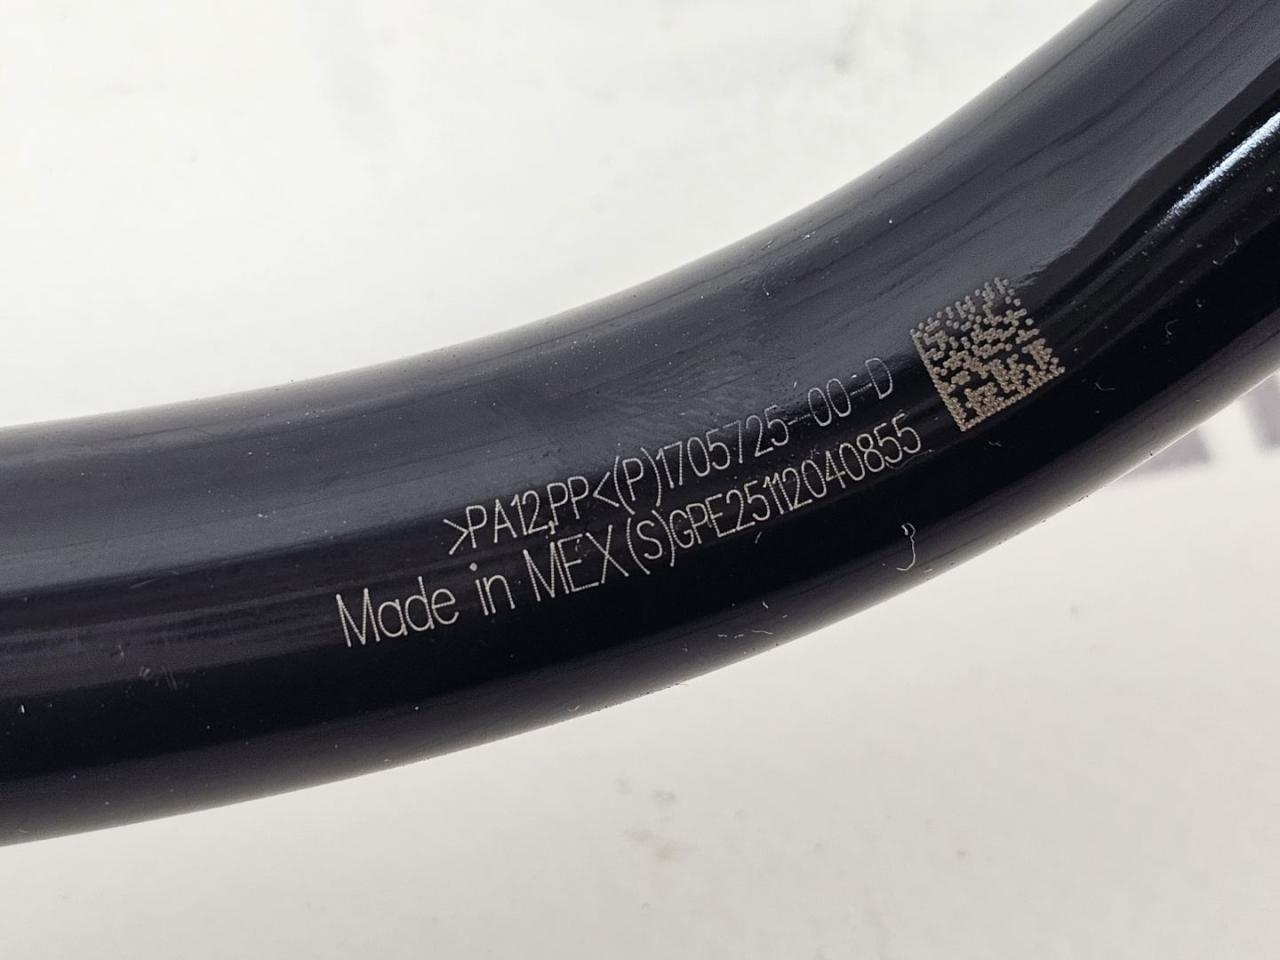 >PA12,PP<(P)1705725-00-D
Made in MEX(S)GPE25112040855